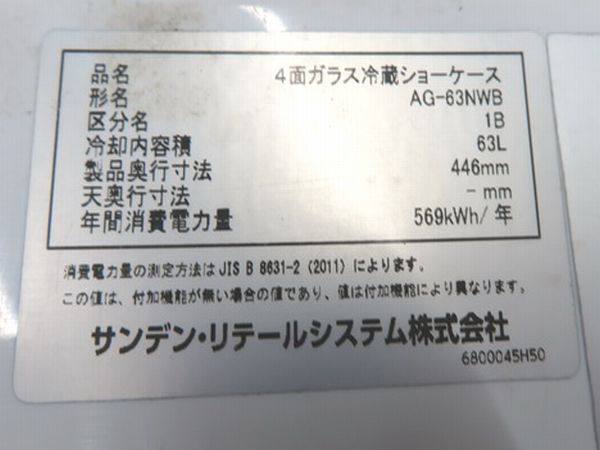 品名 4面ガラス冷蔵ショーケース
形名 AG-63NWB
区分名 1B
冷却内容積 63L
製品奥行寸法 446mm
天奥行寸法 - mm
年間消費電力量 569kWh/年
消費電力量の測定方法はJIS B 8631-2 (2011) によります。
この値は、付加機能が無い場合の値であり、値は付加機能により異なります。
サンデン・リテールシステム株式会社
6800045H50